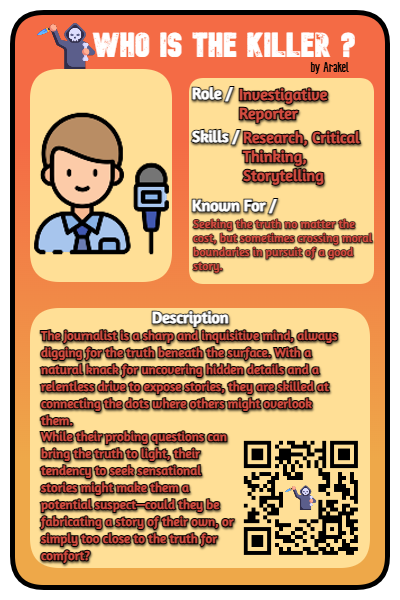 WHO IS THE KILLER ?
by Arakel
Role / Investigative
Reporter
Skills / Research, Critical
Thinking,
Storytelling
Known For /
Seeking the truth no matter the
cost, but sometimes crossing moral
boundaries in pursuit of a good
story.
Description
The journalist is a sharp and inquisitive mind, always
digging for the truth beneath the surface. With a
natural knack for uncovering hidden details and a
relentless drive to expose stories, they are skilled at
connecting the dots where others might overlook
them.
While their probing questions can
bring the truth to light, their
tendency to seek sensational
stories might make them a
potential suspect—could they be
fabricating a story of their own, or
simply too close to the truth for
comfort?